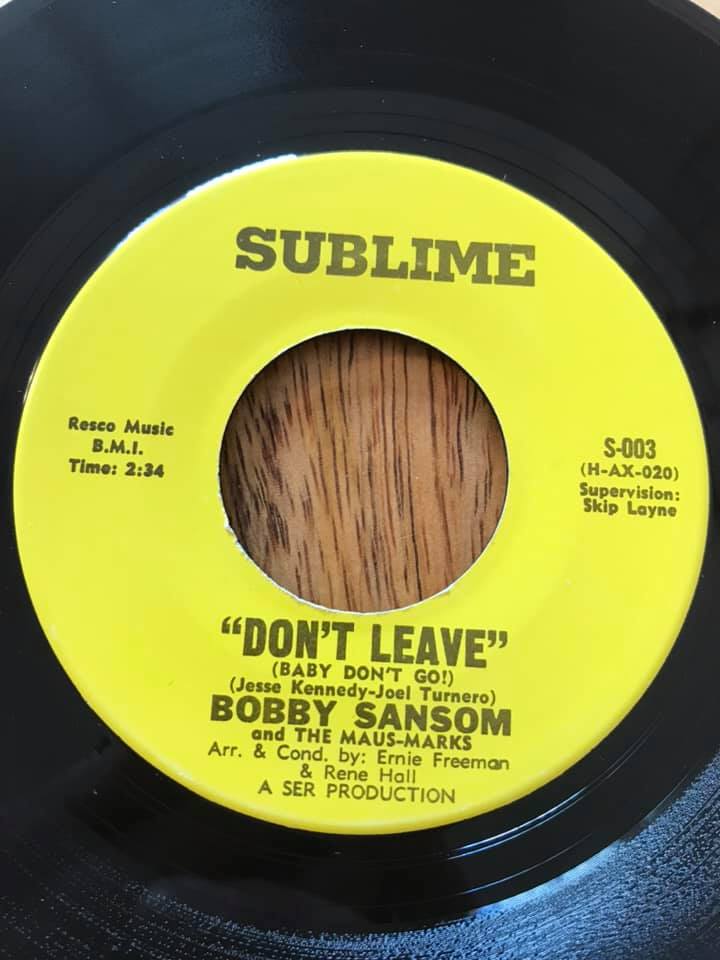 SUBLIME
Resco Music
B.M.I.
Time: 2:34
S-003
(H-AX-020)
Supervision:
Skip Layne
“DON'T LEAVE”
(BABY DON'T GO!)
(Jesse Kennedy-Joel Turnero)
BOBBY SANSOM
and THE MAUS-MARKS
Arr. & Cond. by: Ernie Freeman
& Rene Hall
A SER PRODUCTION